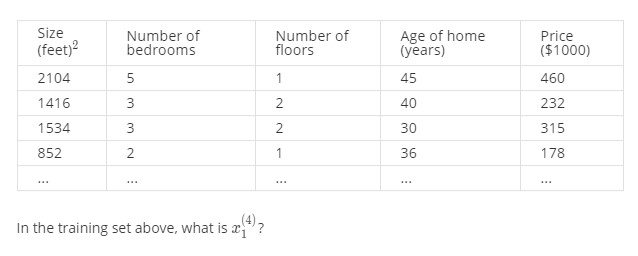 Size (feet)² Number of bedrooms Number of floors Age of home (years) Price ($1000)
2104 5 1 45 460
1416 3 2 40 232
1534 3 2 30 315
852 2 1 36 178
... ... ... ... ...
In the training set above, what is x₁⁽⁴⁾?